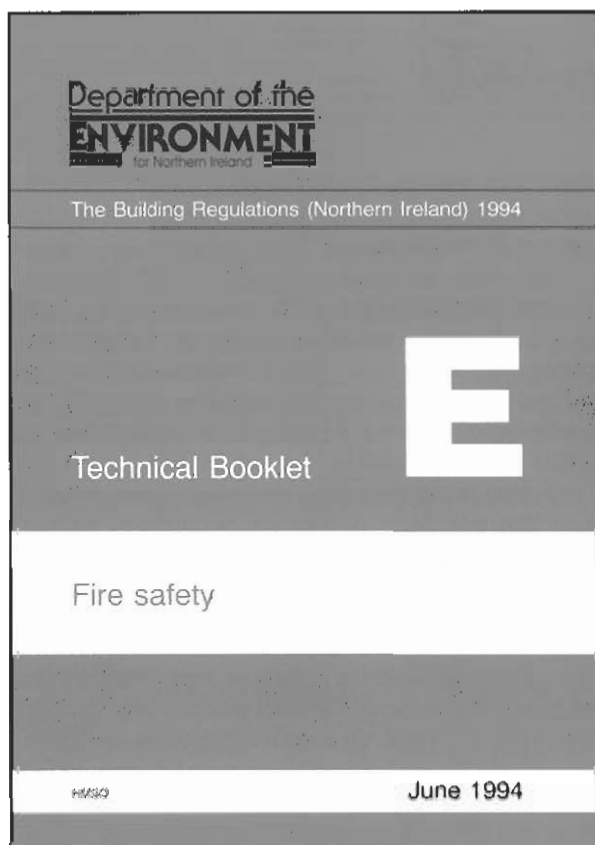 Department of the
ENVIRONMENT
for Northern Ireland
The Building Regulations (Northern Ireland) 1994
E
Technical Booklet
Fire safety
HMSO
June 1994